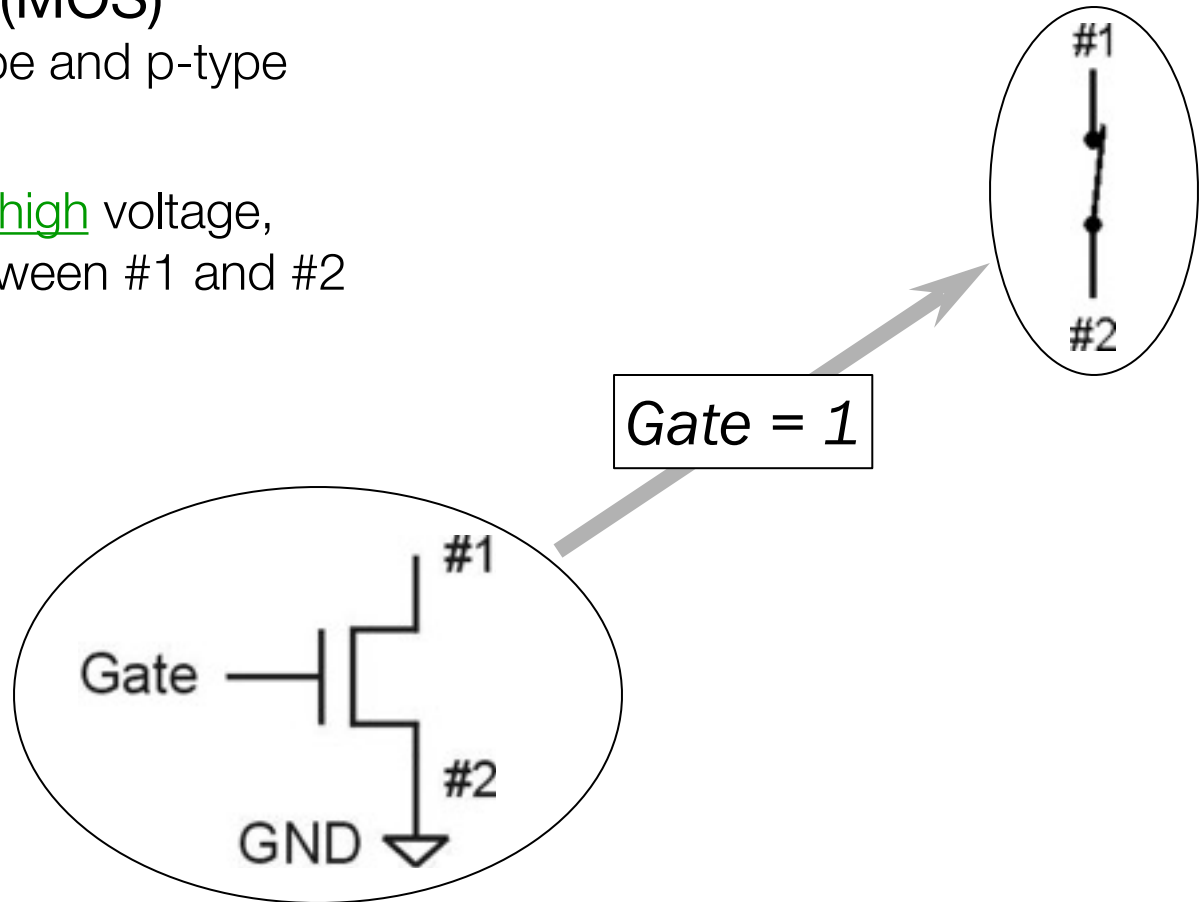 (MOS)
pe and p-type
high voltage,
ween #1 and #2
#1
#2
Gate = 1
#1
Gate
#2
GND